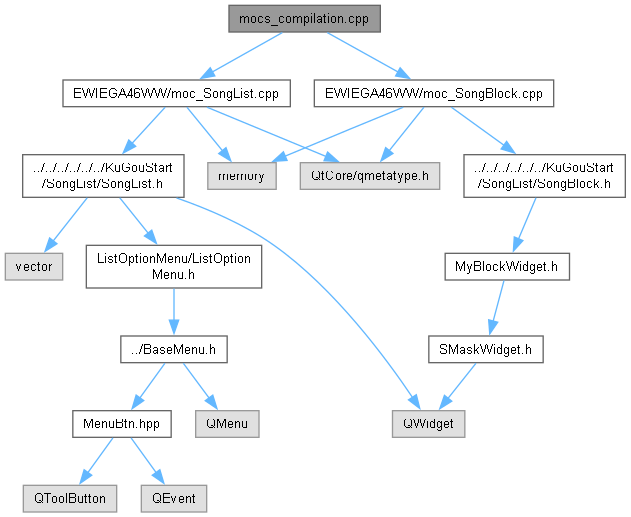 mocs_compilation.cpp
EWIEGA46WW/moc_SongList.cpp
EWIEGA46WW/moc_SongBlock.cpp
../../../../../../KuGouStart
/SongList/SongList.h
memory
QtCore/qmetatype.h
../../../../../../KuGouStart
/SongList/SongBlock.h
vector
ListOptionMenu/ListOption
Menu.h
MyBlockWidget.h
../BaseMenu.h
SMaskWidget.h
MenuBtn.hpp
QMenu
QWidget
QToolButton
QEvent